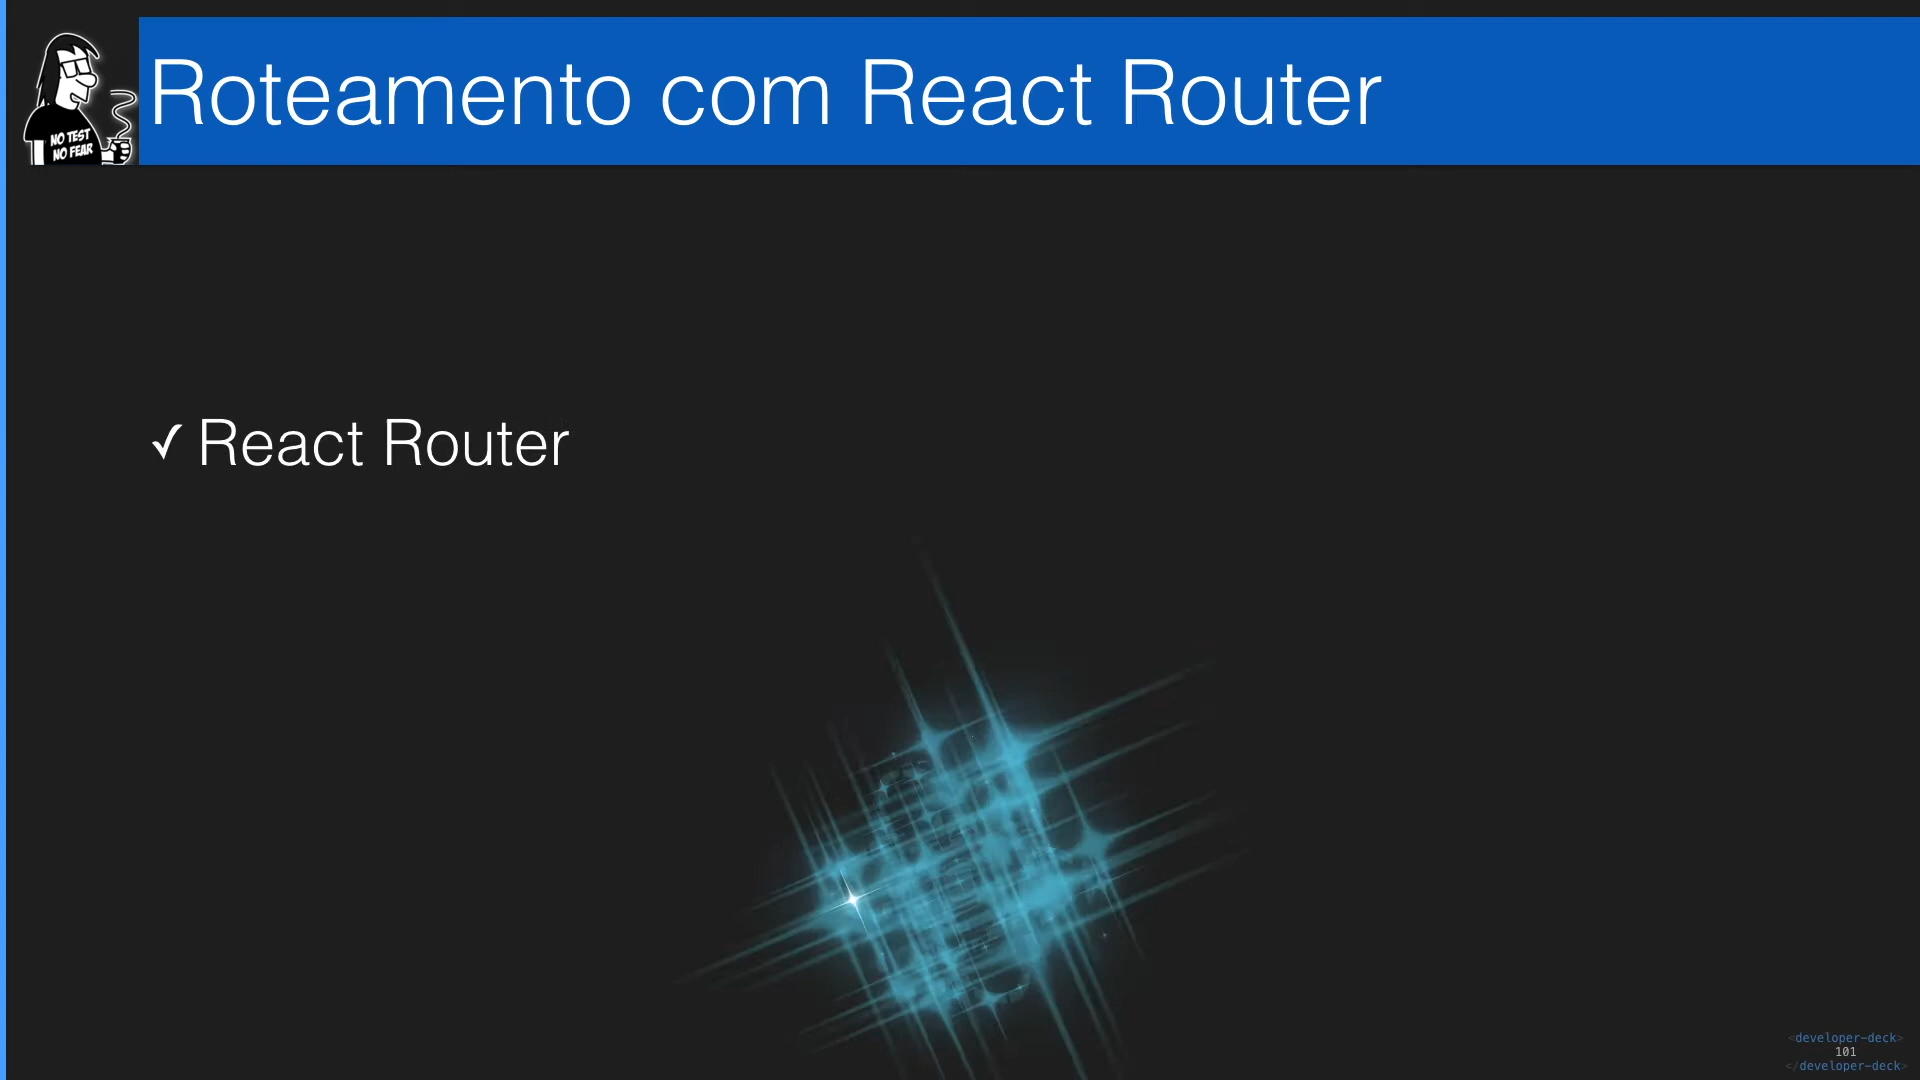 Roteamento com React Router
NO TEST
NO FEAR
✓ React Router
<developer-deck>
101
</developer-deck>